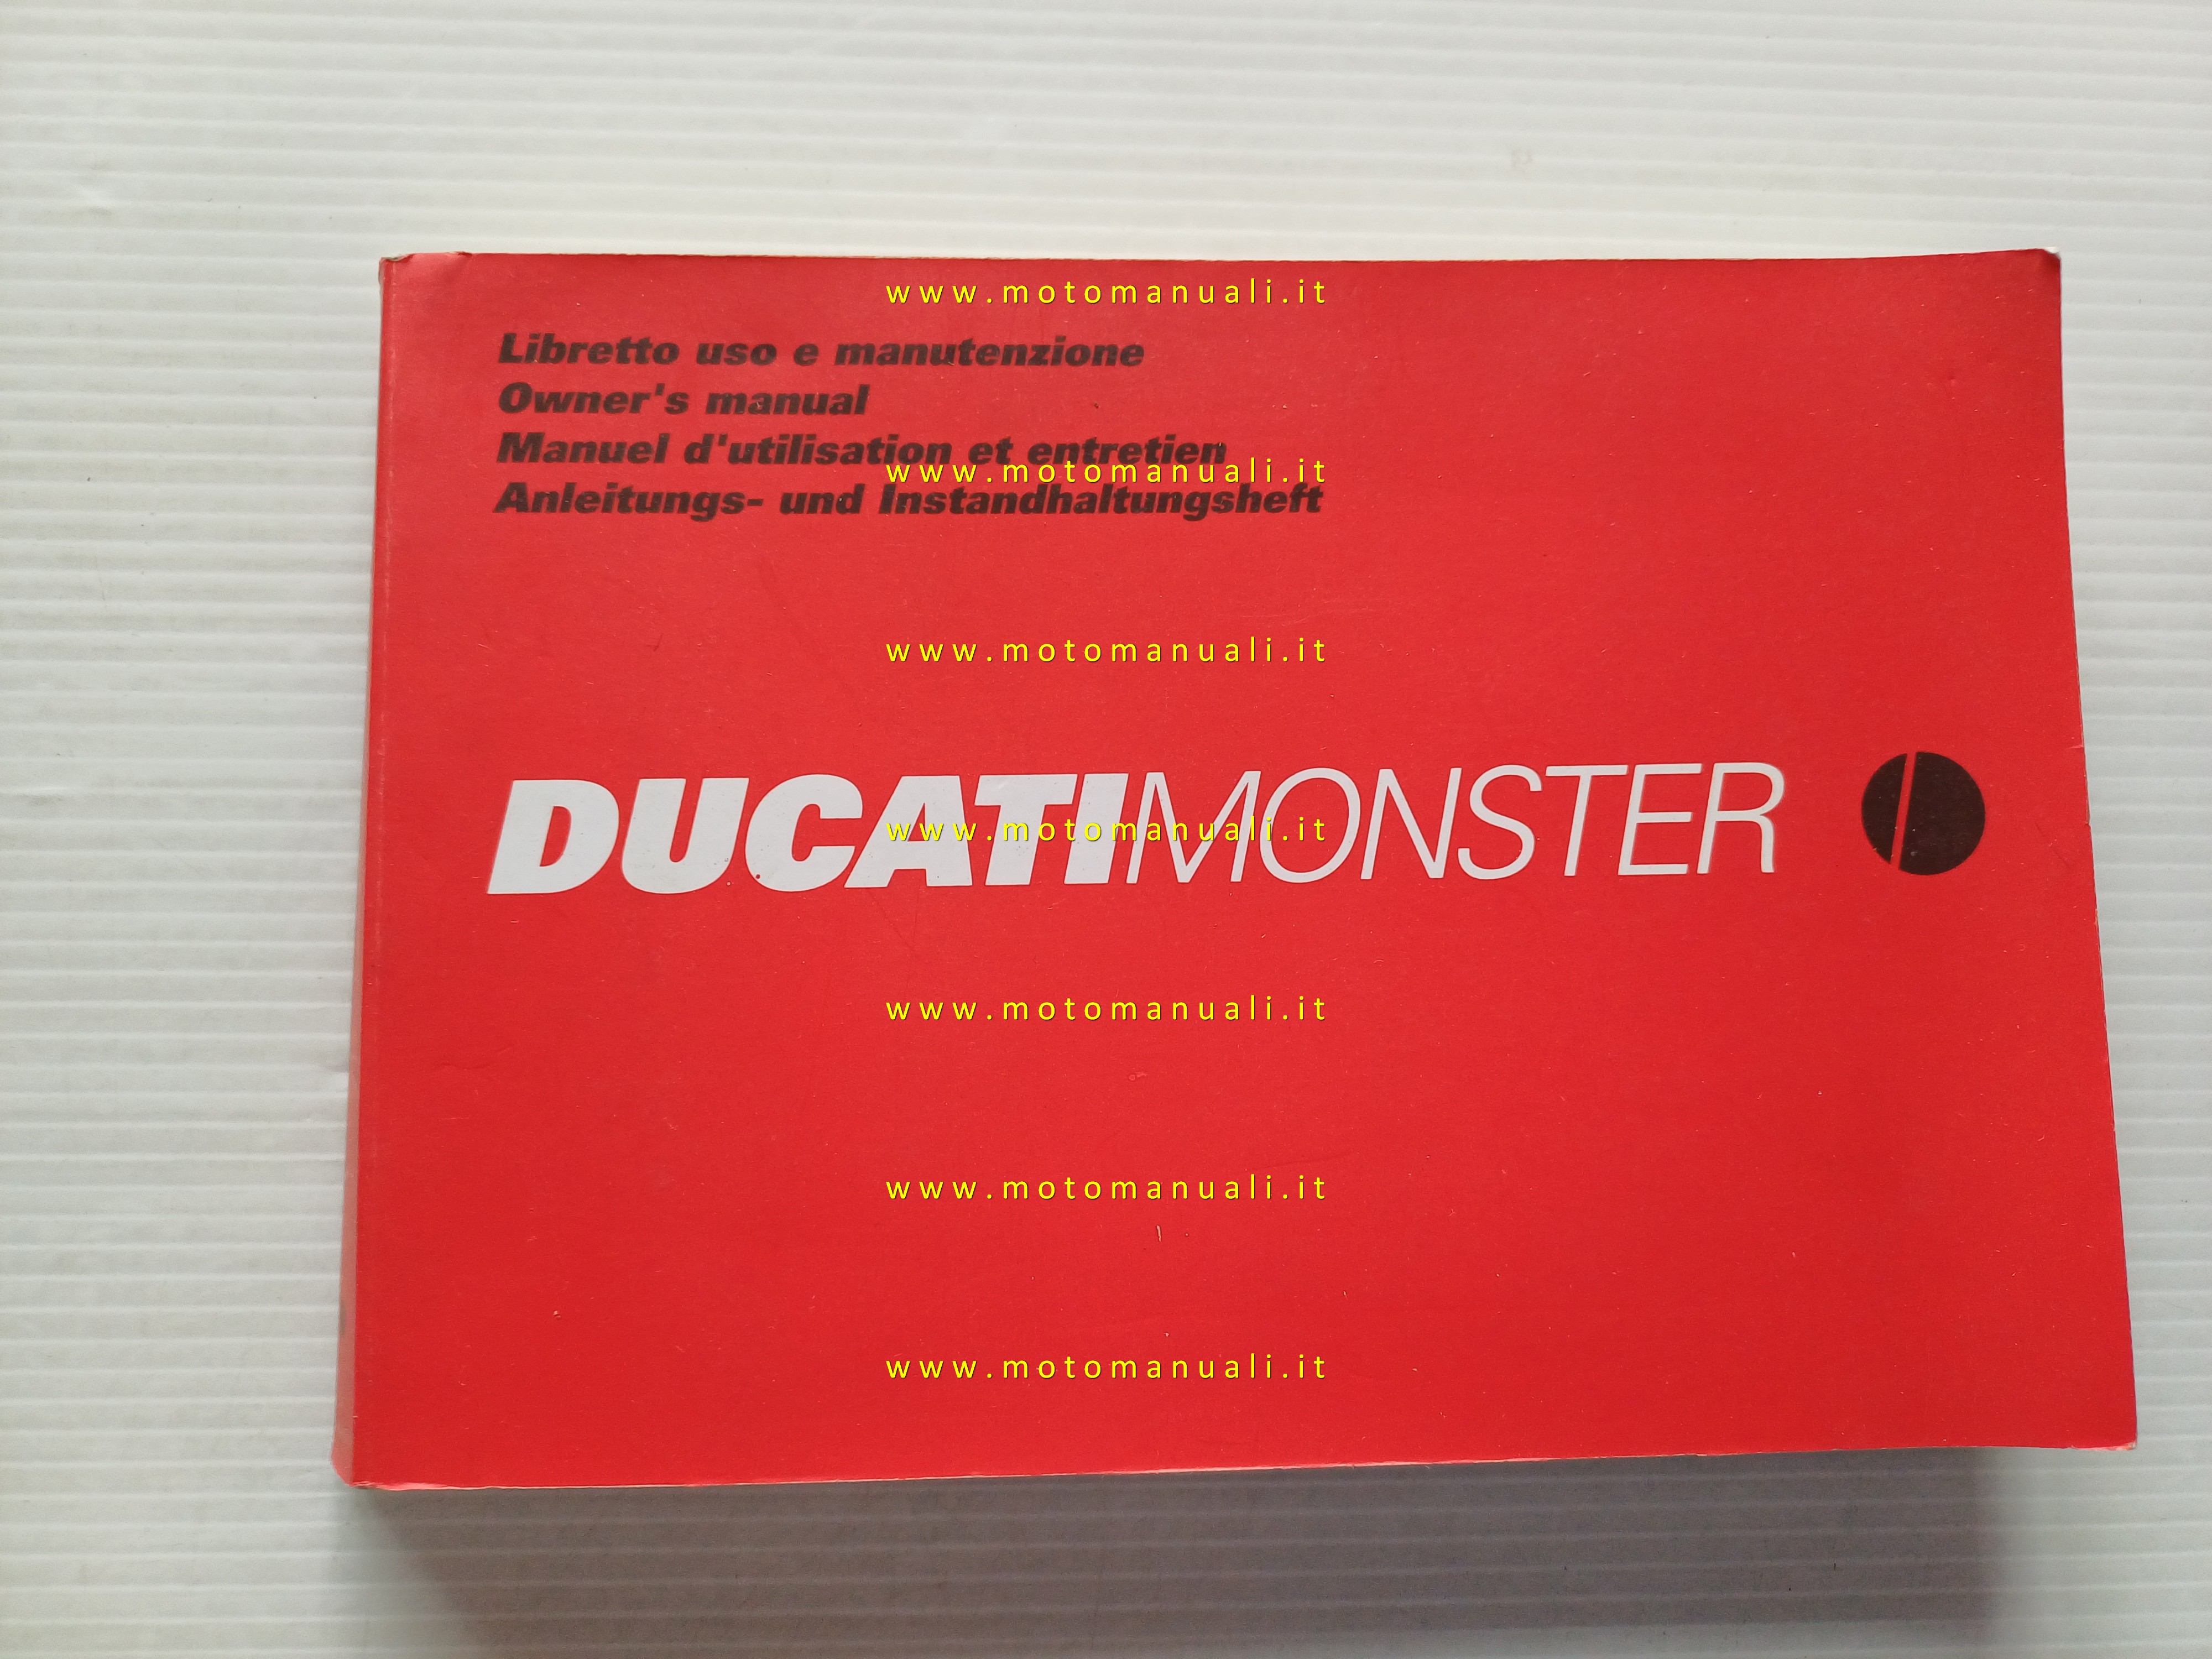 www.motomanuali.it
Libretto uso e manutenzione
Owner's manual
Manuel d'utilisation et entretien
www.motomanuali.it
Anleitungs- und Instandhaltungsheft
www.motomanuali.it
DUCATIMONSTER
www.motomanuali.it
www.motomanuali.it
www.motomanuali.it
www.motomanuali.it